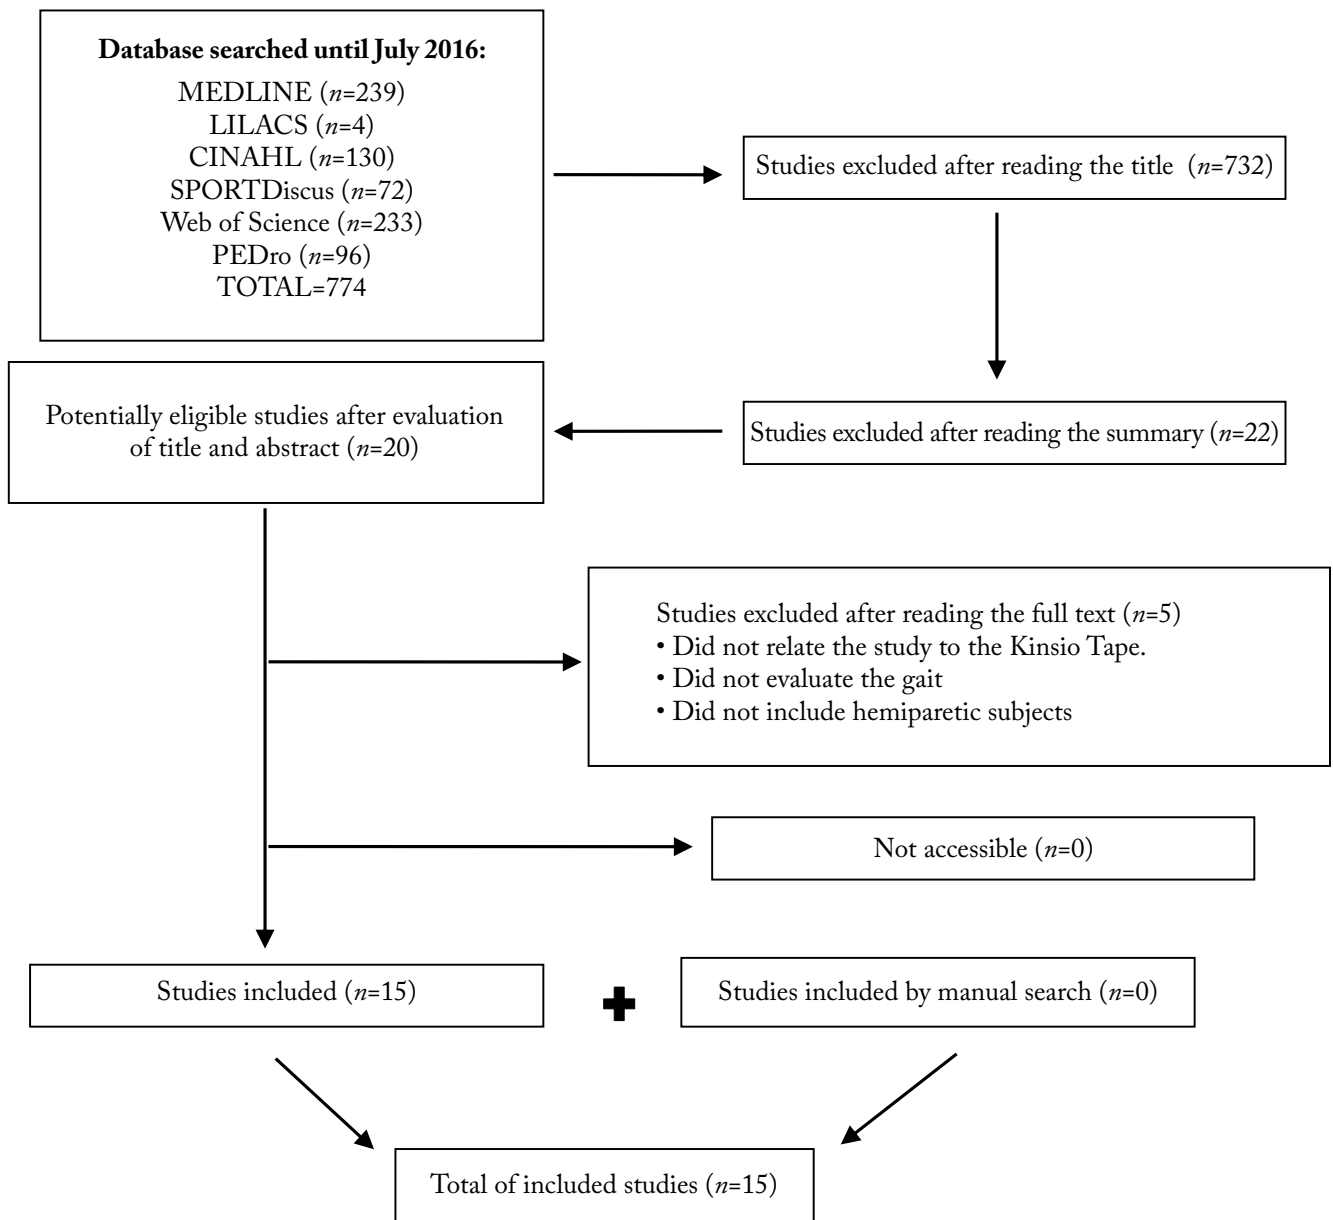 Database searched until July 2016:
MEDLINE (n=239)
LILACS (n=4)
CINAHL (n=130)
SPORTDiscus (n=72)
Web of Science (n=233)
PEDro (n=96)
TOTAL=774
Studies excluded after reading the title (n=732)
Studies excluded after reading the summary (n=22)
Potentially eligible studies after evaluation
of title and abstract (n=20)
Studies excluded after reading the full text (n=5)
• Did not relate the study to the Kinsio Tape.
• Did not evaluate the gait
• Did not include hemiparetic subjects
Not accessible (n=0)
Studies included (n=15)
Studies included by manual search (n=0)
Total of included studies (n=15)